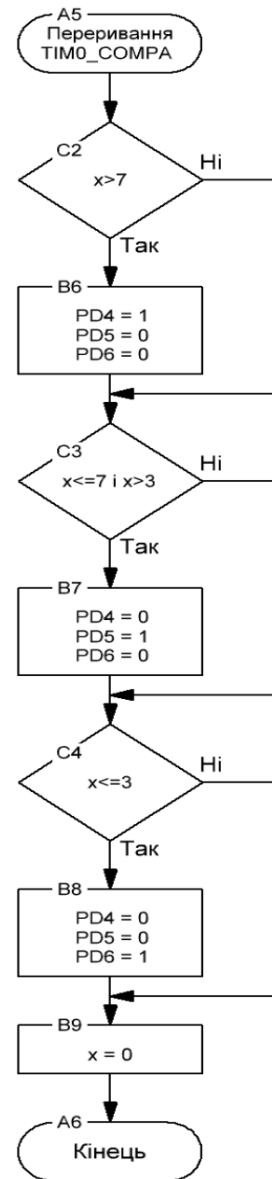 A5
Переривання
TIM0_COMPA
C2
x>7
Ні
Так
B6
PD4 = 1
PD5 = 0
PD6 = 0
C3
x<=7 і x>3
Ні
Так
B7
PD4 = 0
PD5 = 1
PD6 = 0
C4
x<=3
Ні
Так
B8
PD4 = 0
PD5 = 0
PD6 = 1
B9
x = 0
A6
Кінець